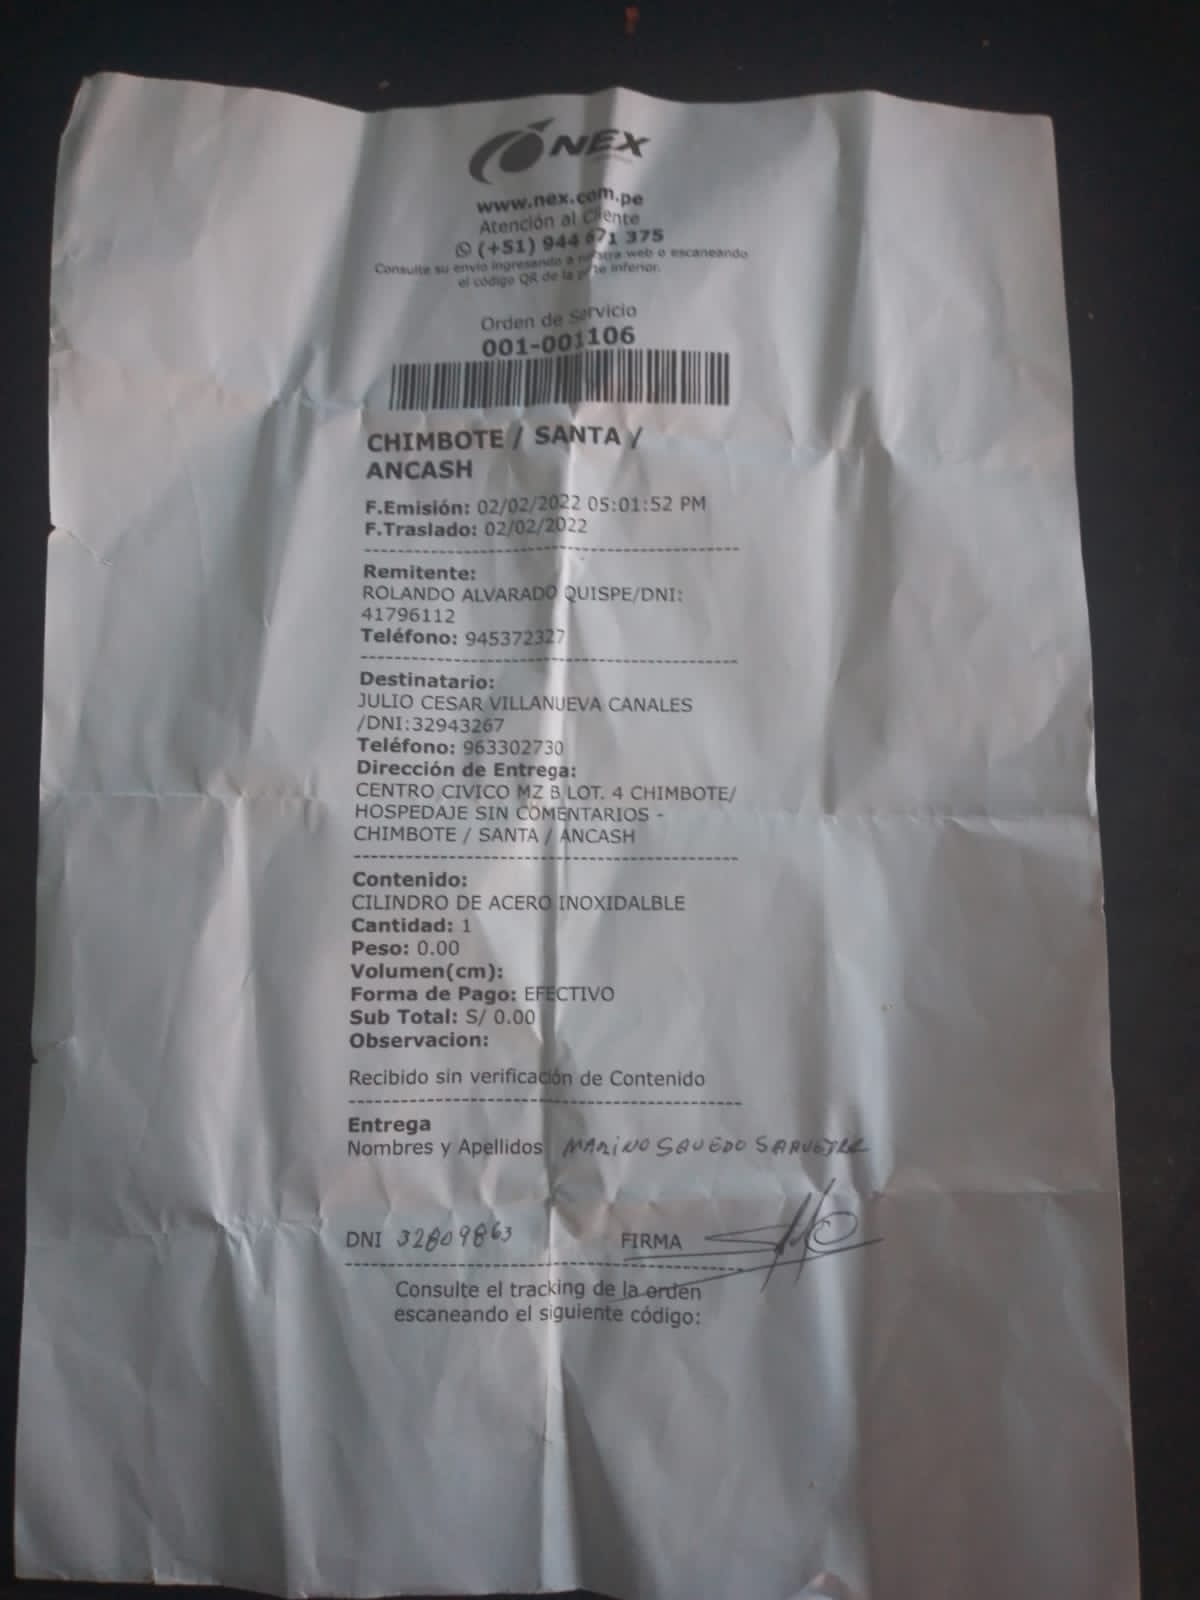 NEX
www.nex.com.pe
Atención al Cliente
(+51) 944 671 375
Consulte su envío ingresando a nuestra web o escaneando
el código QR de la parte inferior.
Orden de Servicio
001-001106
CHIMBOTE / SANTA /
ANCASH
F.Emisión: 02/02/2022 05:01:52 PM
F.Traslado: 02/02/2022
Remitente:
ROLANDO ALVARADO QUISPE/DNI:
41796112
Teléfono: 945372327
Destinatario:
JULIO CESAR VILLANUEVA CANALES
/DNI:32943267
Teléfono: 963302730
Dirección de Entrega:
CENTRO CIVICO MZ B LOT. 4 CHIMBOTE/
HOSPEDAJE SIN COMENTARIOS -
CHIMBOTE / SANTA / ANCASH
Contenido:
CILINDRO DE ACERO INOXIDALBLE
Cantidad: 1
Peso: 0.00
Volumen(cm):
Forma de Pago: EFECTIVO
Sub Total: S/ 0.00
Observacion:
Recibido sin verificación de Contenido
Entrega
Nombres y Apellidos MARINO
DNI 32809863 FIRMA
Consulte el tracking de la orden
escaneando el siguiente código: